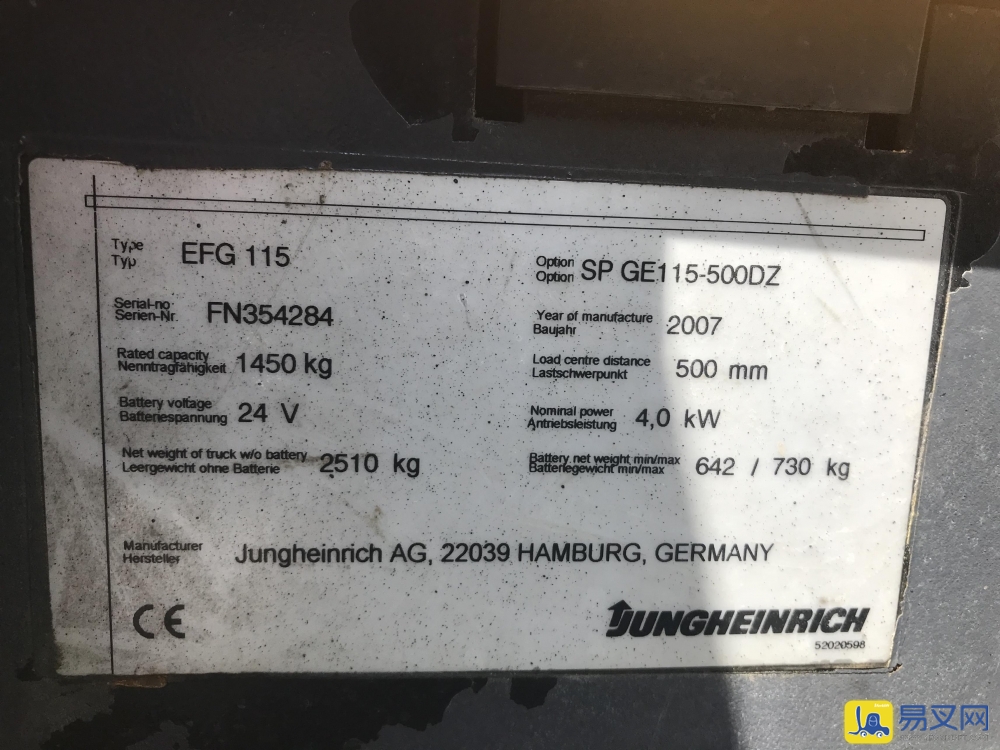 Type
Typ
EFG 115
Option
Option
SP GE115-500DZ
Serial-no.
Serien-Nr.
FN354284
Year of manufacture
Baujahr
2007
Rated capacity
Nenntragfähigkeit
1450 kg
Load centre distance
Lastschwerpunkt
500 mm
Battery voltage
Batteriespannung
24 V
Nominal power
Antriebsleistung
4,0 kW
Net weight of truck w/o battery
Leergewicht ohne Batterie
2510 kg
Battery net weight min/max
Batteriegewicht min/max
642 / 730 kg
Manufacturer
Hersteller
Jungheinrich AG, 22039 HAMBURG, GERMANY
CE
JUNGHEINRICH
52020598
易叉网